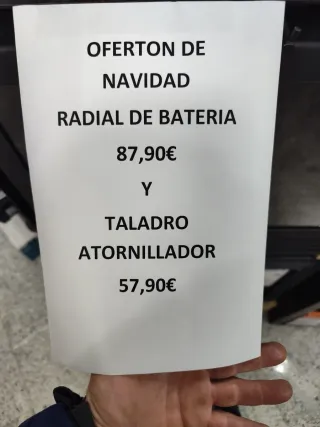 OFERTON DE
NAVIDAD
RADIAL DE BATERIA
87,90€
Y
TALADRO
ATORNILLADOR
57,90€